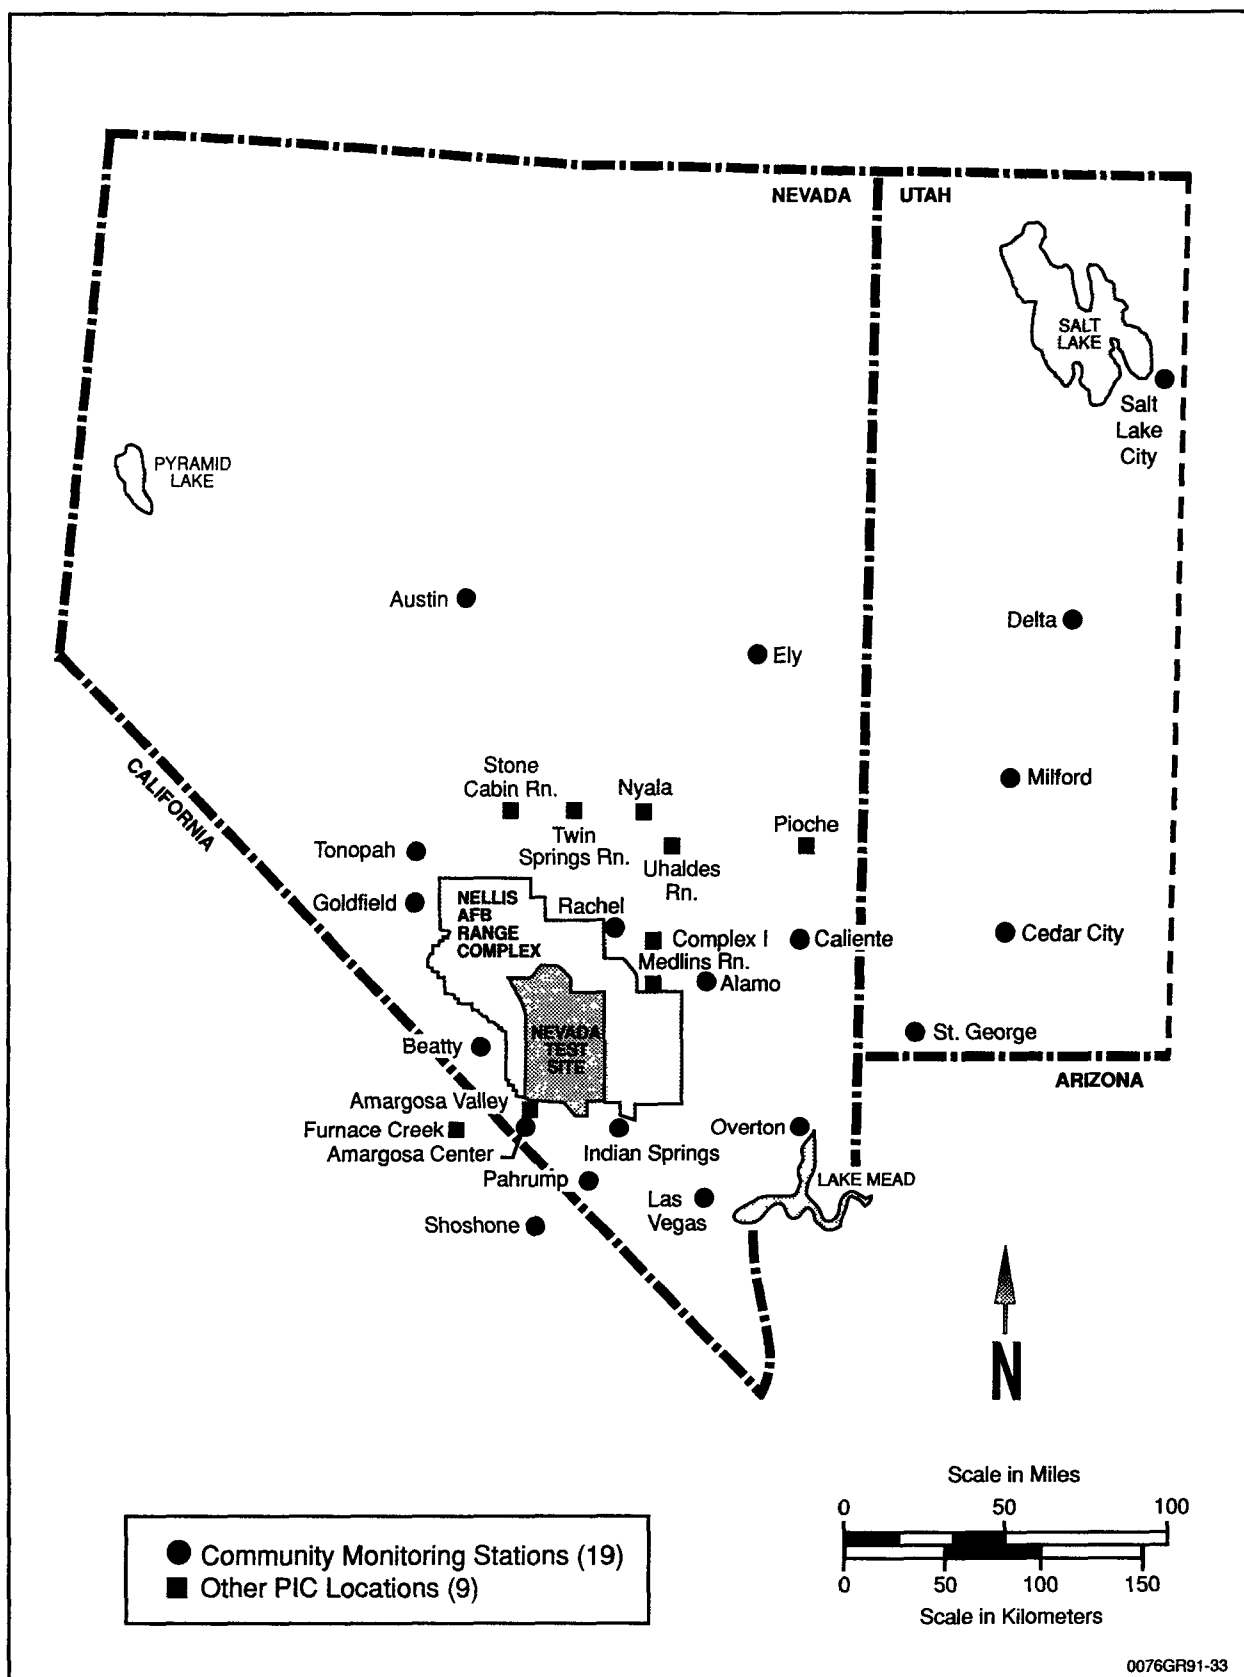 NEVADA
UTAH
SALT
LAKE
Salt
Lake
City
PYRAMID
LAKE
Austin
Delta
Ely
CALIFORNIA
Stone
Cabin Rn.
Nyala
Milford
Twin
Springs Rn.
Pioche
Tonopah
Uhaldes
Rn.
Goldfield
NELLIS
AFB
RANGE
COMPLEX
Rachel
Complex I
Caliente
Cedar City
Medlins Rn.
Alamo
NEVADA
TEST
SITE
Beatty
St. George
ARIZONA
Amargosa Valley
Furnace Creek
Amargosa Center
Indian Springs
Overton
Pahrump
LAKE MEAD
Las
Vegas
Shoshone
N
Scale in Miles
0 50 100
0 50 100 150
Scale in Kilometers
Community Monitoring Stations (19)
Other PIC Locations (9)
0076GR91-33